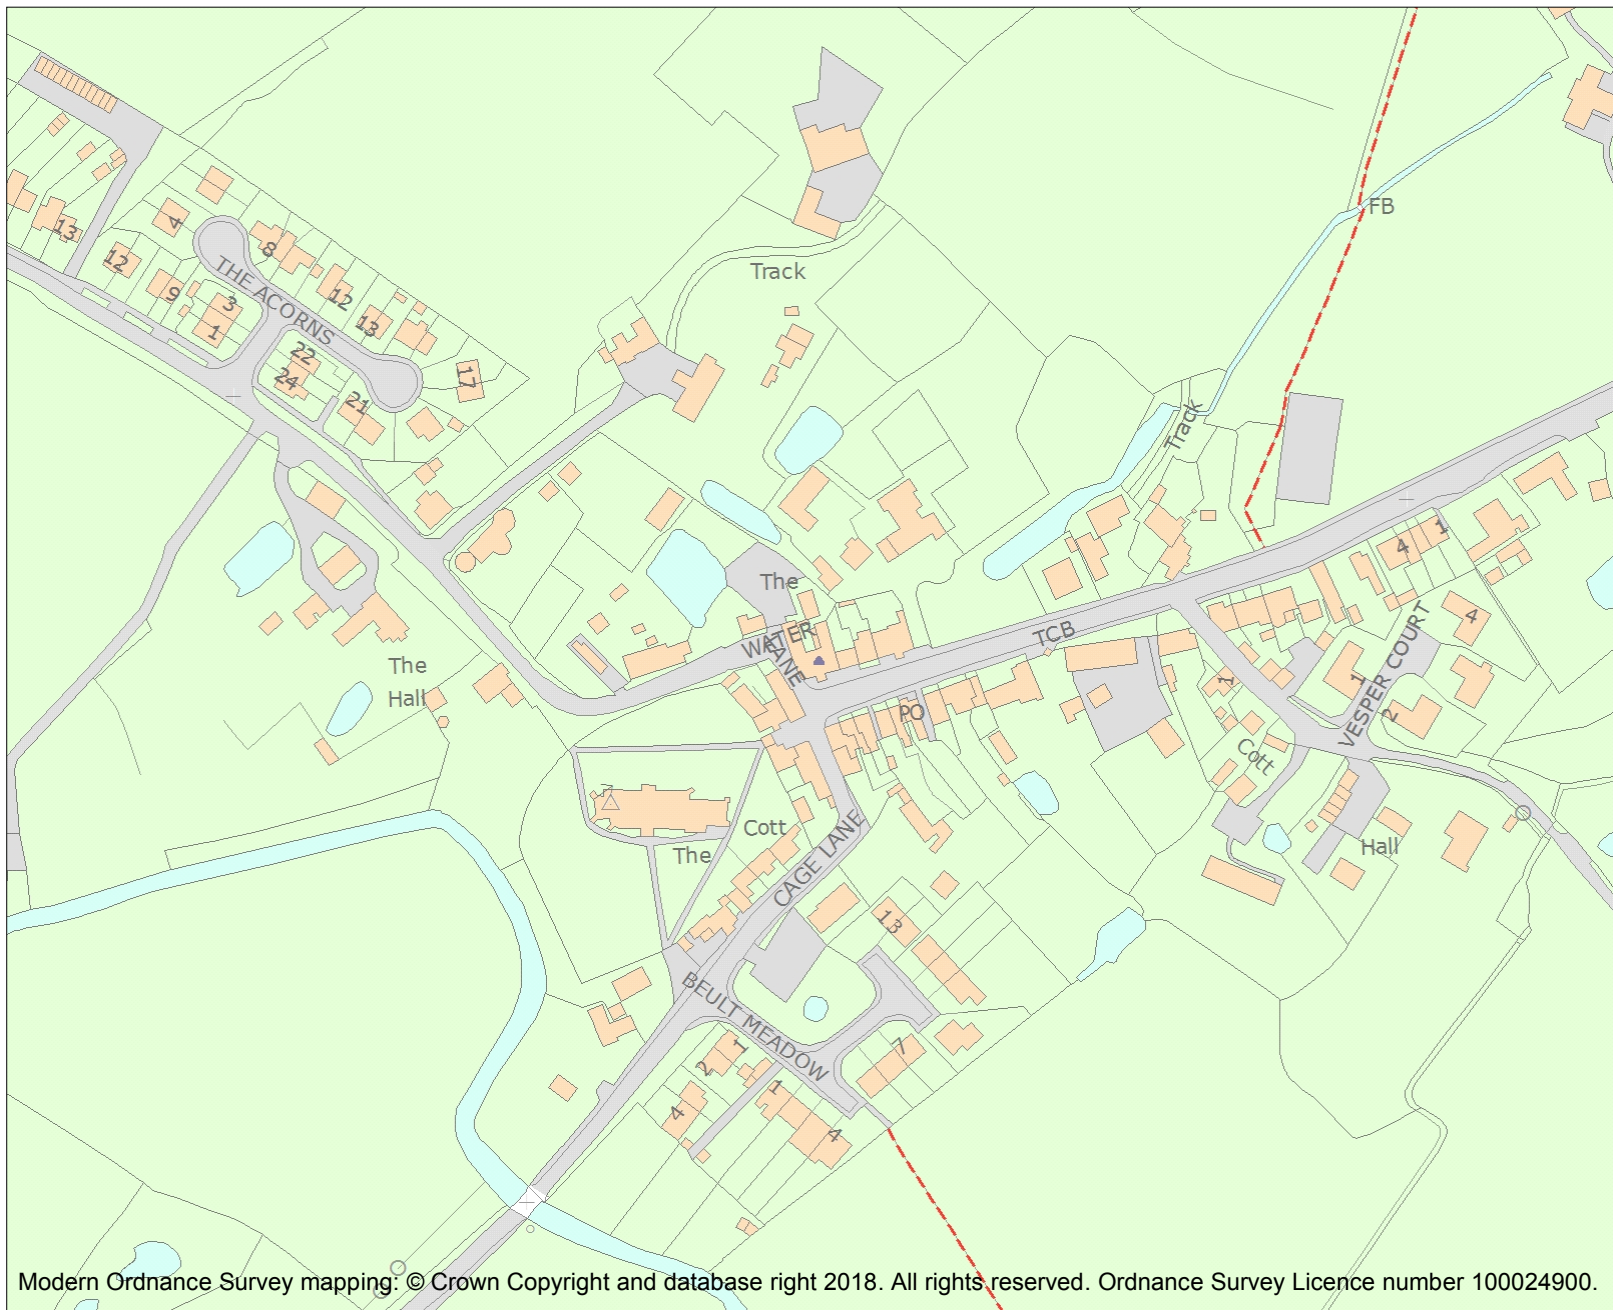 13
12
9
4
THE ACORNS
8
12
13
3
1
22
24
21
17
Track
FB
Track
The
WATER
LANE
TCB
4
1
The
Hall
PO
VESPER COURT
4
1
2
1
Cott
Cott
The
CAGE LANE
Hall
13
BEULT MEADOW
7
1
2
4
1
4
Modern Ordnance Survey mapping: © Crown Copyright and database right 2018. All rights reserved. Ordnance Survey Licence number 100024900.